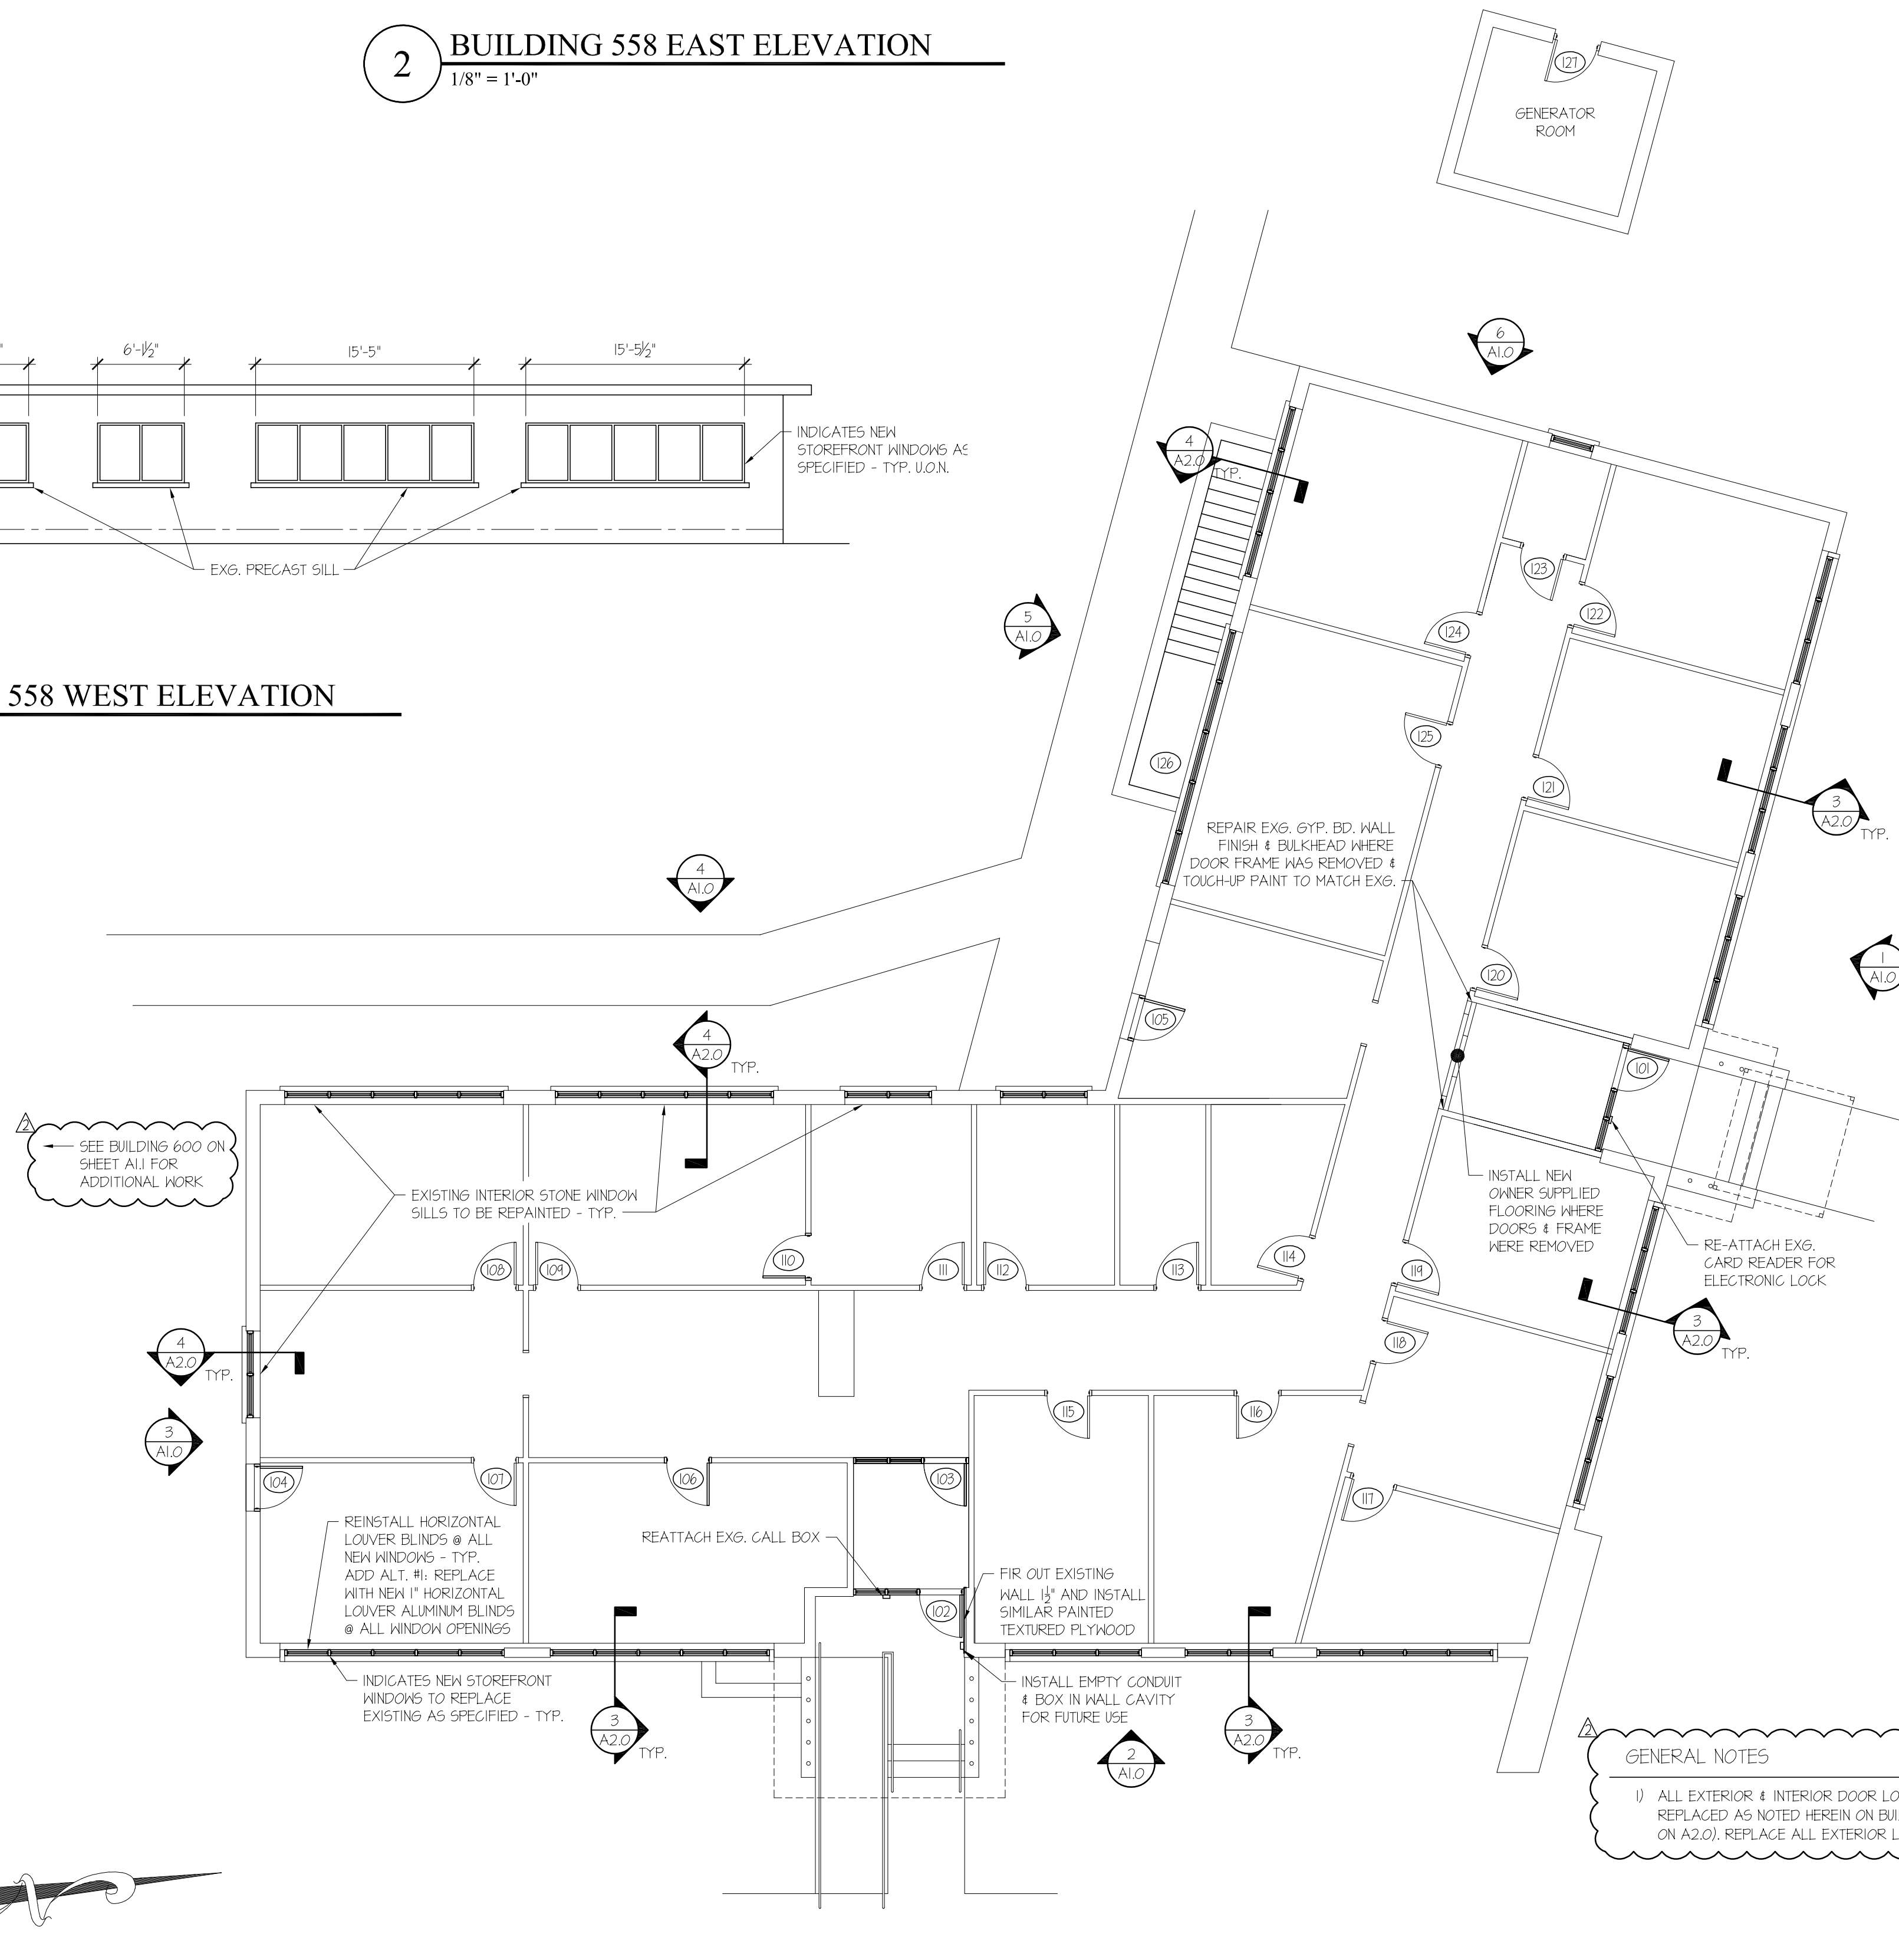 2
BUILDING 558 EAST ELEVATION
1/8" = 1'-0"
127
GENERATOR
ROOM
"
6'-1½"
15'-5"
15'-5½"
INDICATES NEW
STOREFRONT WINDOWS AS
SPECIFIED - TYP. U.O.N.
EXG. PRECAST SILL
558 WEST ELEVATION
6
A1.0
4
A2.0
TYP.
5
A1.0
123
122
124
125
121
126
3
A2.0
TYP.
REPAIR EXG. GYP. BD. WALL
FINISH & BULKHEAD WHERE
DOOR FRAME WAS REMOVED &
TOUCH-UP PAINT TO MATCH EXG.
4
A1.0
120
1
A1.0
105
101
4
A2.0
TYP.
2
SEE BUILDING 600 ON
SHEET A1.1 FOR
ADDITIONAL WORK
EXISTING INTERIOR STONE WINDOW
SILLS TO BE REPAINTED - TYP.
INSTALL NEW
OWNER SUPPLIED
FLOORING WHERE
DOORS & FRAME
WERE REMOVED
RE-ATTACH EXG.
CARD READER FOR
ELECTRONIC LOCK
108
109
110
111
112
113
114
119
118
3
A2.0
TYP.
4
A2.0
TYP.
3
A1.0
115
116
104
107
106
103
117
REINSTALL HORIZONTAL
LOUVER BLINDS @ ALL
NEW WINDOWS - TYP.
ADD ALT. #1: REPLACE
WITH NEW 1" HORIZONTAL
LOUVER ALUMINUM BLINDS
@ ALL WINDOW OPENINGS
REATTACH EXG. CALL BOX
102
FIR OUT EXISTING
WALL 1½" AND INSTALL
SIMILAR PAINTED
TEXTURED PLYWOOD
INDICATES NEW STOREFRONT
WINDOWS TO REPLACE
EXISTING AS SPECIFIED - TYP.
3
A2.0
TYP.
INSTALL EMPTY CONDUIT
& BOX IN WALL CAVITY
FOR FUTURE USE
2
A1.0
3
A2.0
TYP.
2
GENERAL NOTES
1) ALL EXTERIOR & INTERIOR DOOR LO
REPLACED AS NOTED HEREIN ON BUI
ON A2.0). REPLACE ALL EXTERIOR L
N